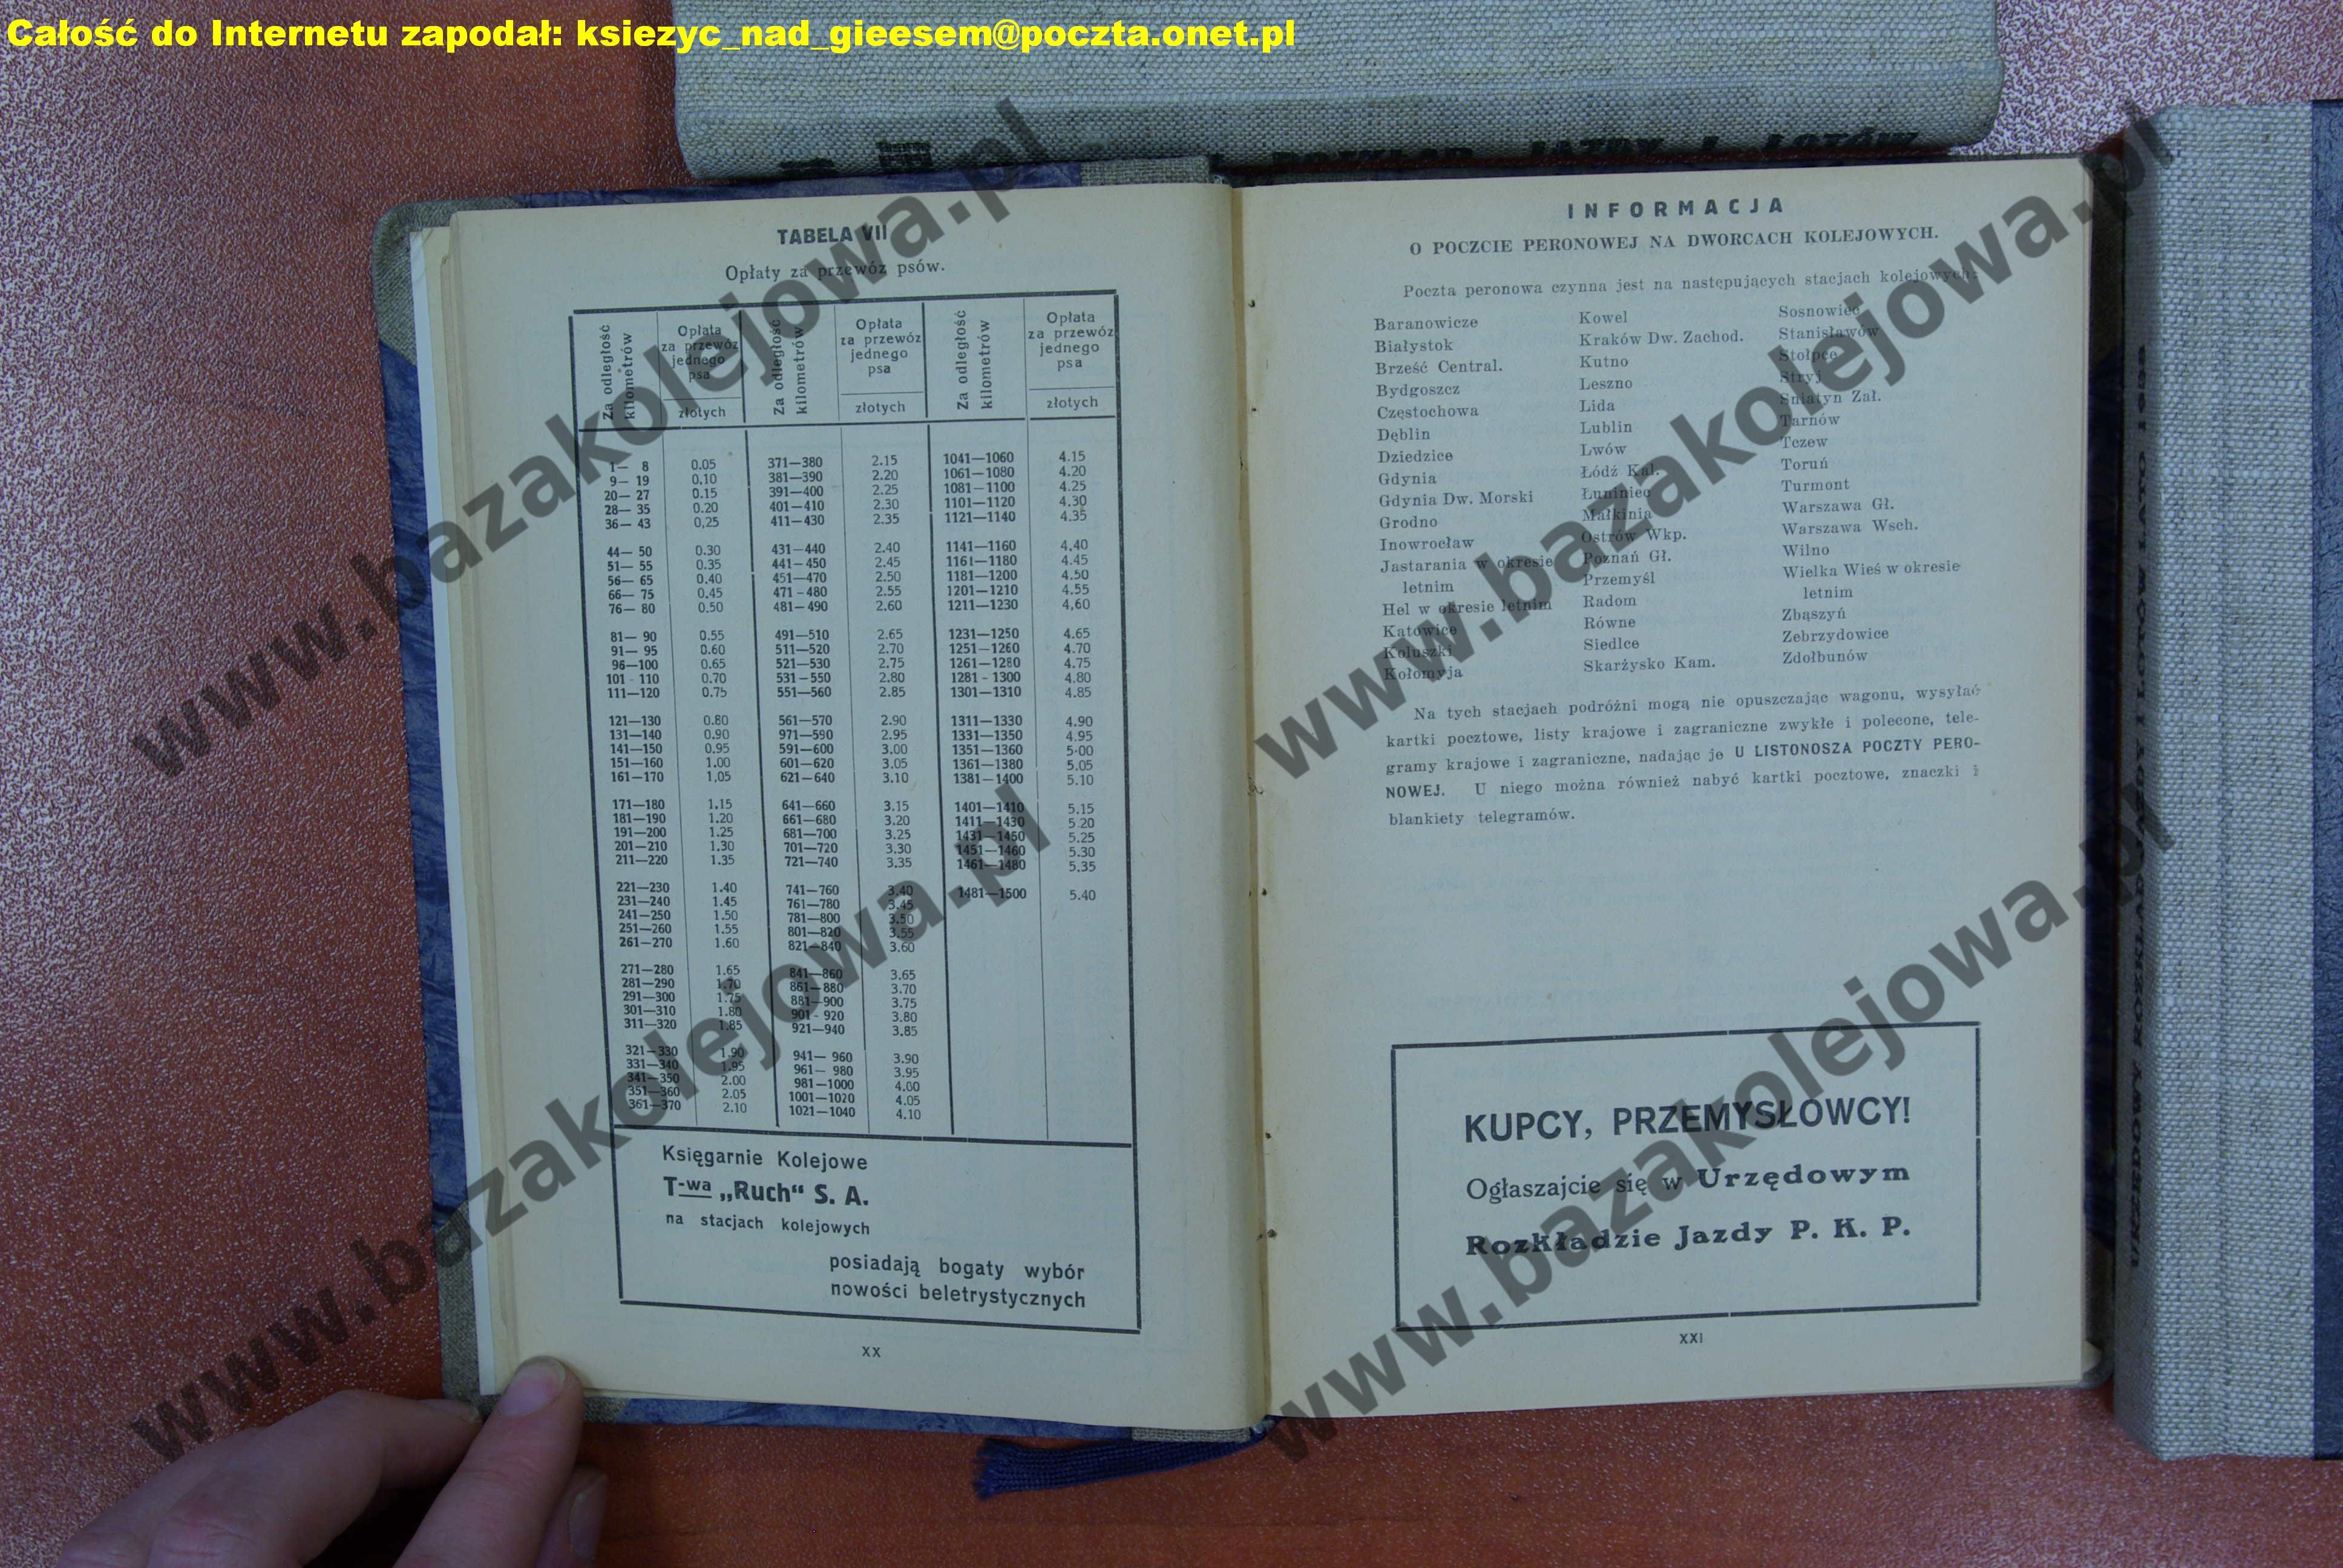 Całość do Internetu zapodał: ksiezyc_nad_gieesem@poczta.onet.pl
ROZKŁAD JAZDY I LOTÓW
TABELA VII
Opłaty za przewóz psów.
Za odległość kilometrów
Opłata za przewóz jednego psa
złotych
Za odległość kilometrów
Opłata za przewóz jednego psa
złotych
Za odległość kilometrów
Opłata za przewóz jednego psa
złotych
1— 8 0.05 371—380 2.15 1041—1060 4.15
9— 19 0.10 381—390 2.20 1061—1080 4.20
20— 27 0.15 391—400 2.25 1081—1100 4.25
28— 35 0.20 401—410 2.30 1101—1120 4.30
36— 43 0,25 411—430 2.35 1121—1140 4.35
44— 50 0.30 431—440 2.40 1141—1160 4.40
51— 55 0.35 441—450 2.45 1161—1180 4.45
56— 65 0.40 451—470 2.50 1181—1200 4.50
66— 75 0.45 471-480 2.55 1201—1210 4.55
76— 80 0.50 481—490 2.60 1211—1230 4,60
81— 90 0.55 491—510 2.65 1231—1250 4.65
91— 95 0.60 511—520 2.70 1251—1260 4.70
96—100 0.65 521—530 2.75 1261—1280 4.75
101-110 0.70 531-550 2.80 1281-1300 4.80
111—120 0.75 551—560 2.85 1301—1310 4.85
121—130 0.80 561—570 2.90 1311—1330 4.90
131—140 0.90 971—590 2.95 1331—1350 4.95
141—150 0.95 591—600 3.00 1351—1360 5·00
151—160 1.00 601—620 3.05 1361—1380 5.05
161—170 1,05 621—640 3.10 1381—1400 5.10
171—180 1.15 641—660 3.15 1401—1410 5.15
181—190 1.20 661—680 3.20 1411—1430 5 20
191—200 1.25 681—700 3.25 1431—1450 5.25
201—210 1.30 701—720 3.30 1451—1460 5.30
211—220 1.35 721—740 3.35 1461—1480 5.35
221—230 1.40 741—760 3.40 1481—1500 5.40
231—240 1.45 761—780 3.45
241—250 1.50 781—800 3.50
251—260 1.55 801—820 3.55
261—270 1.60 821—840 3.60
271—280 1.65 841—860 3.65
281—290 1.70 861—880 3.70
291—300 1.75 881—900 3.75
301—310 1.80 901-920 3.80
311—320 1.85 921—940 3.85
321—330 1.90 941— 960 3.90
331—340 1.95 961— 980 3.95
341—350 2.00 981—1000 4.00
351—360 2.05 1001—1020 4.05
361—370 2.10 1021—1040 4.10
Księgarnie Kolejowe
T-wa „Ruch“ S. A.
na stacjach kolejowych
posiadają bogaty wybór
nowości beletrystycznych
XX
INFORMACJA
O POCZCIE PERONOWEJ NA DWORCACH KOLEJOWYCH.
Poczta peronowa czynna jest na następujących stacjach kolejowych:
Baranowicze
Białystok
Brześć Central.
Bydgoszcz
Częstochowa
Dęblin
Dziedzice
Gdynia
Gdynia Dw. Morski
Grodno
Inowrocław
Jastarania w okresie
letnim
Hel w okresie letnim
Katowice
Koluszki
Kołomyja
Kowel
Kraków Dw. Zachod.
Kutno
Leszno
Lida
Lublin
Lwów
Łódź Kal.
Łuniniec
Małkinia
Ostrów Wkp.
Poznań Gł.
Przemyśl
Radom
Równe
Siedlce
Skarżysko Kam.
Sosnowiec
Stanisławów
Stołpce
Stryj
Śniatyn Zał.
Tarnów
Tczew
Toruń
Turmont
Warszawa Gł.
Warszawa Wsch.
Wilno
Wielka Wieś w okresie
letnim
Zbąszyń
Zebrzydowice
Zdołbunów
Na tych stacjach podróżni mogą nie opuszczając wagonu, wysyłać
kartki pocztowe, listy krajowe i zagraniczne zwykłe i polecone, tele-
gramy krajowe i zagraniczne, nadając je U LISTONOSZA POCZTY PERO-
NOWEJ. U niego można również nabyć kartki pocztowe, znaczki i
blankiety telegramów.
KUPCY, PRZEMYSŁOWCY!
Ogłaszajcie się w Urzędowym
Rozkładzie Jazdy P. K. P.
XXI
www.bazakolejowa.pl
www.bazakolejowa.pl
www.bazakolejowa.pl
www.bazakolejowa.pl